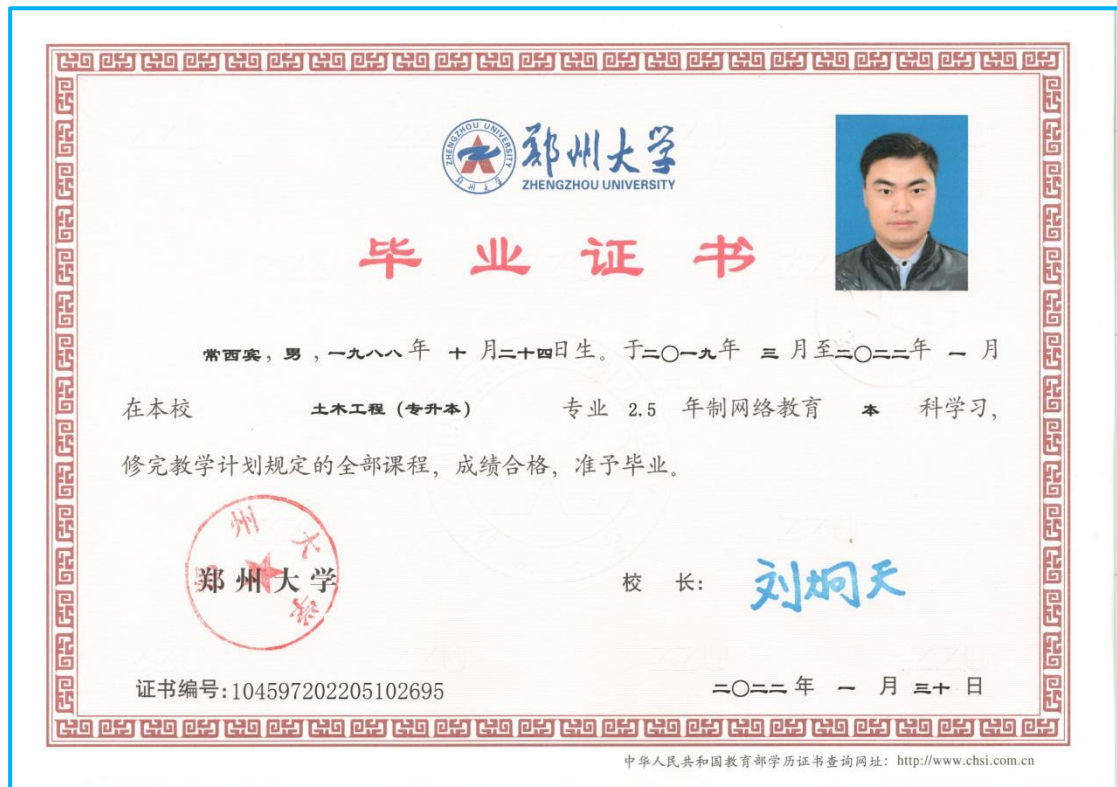 郑州大学
ZHENGZHOU UNIVERSITY
毕业证书
常西宾，男，一九八八年 十 月二十四日生。于二〇一九年 三 月至二〇二二年 一 月
在本校 土木工程（专升本） 专业 2.5 年制网络教育 本 科学习，
修完教学计划规定的全部课程，成绩合格，准予毕业。
郑州大学
郑州大学
校 长：
刘炯天
证书编号：104597202205102695
二〇二二年 一 月 三十 日
中华人民共和国教育部学历证书查询网址：http://www.chsi.com.cn